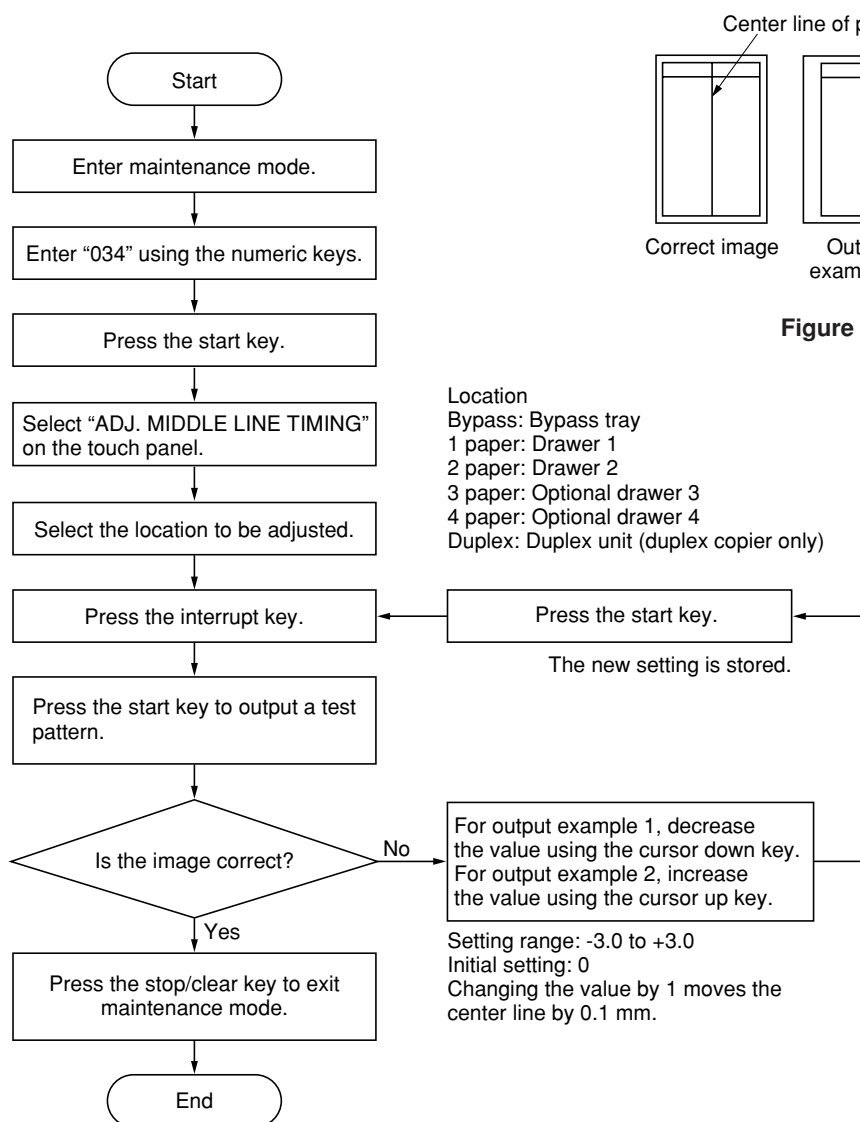 Center line of p
Start
Enter maintenance mode.
Enter “034” using the numeric keys.
Correct image
Out
exam
Press the start key.
Figure
Select “ADJ. MIDDLE LINE TIMING”
on the touch panel.
Location
Bypass: Bypass tray
1 paper: Drawer 1
2 paper: Drawer 2
3 paper: Optional drawer 3
4 paper: Optional drawer 4
Duplex: Duplex unit (duplex copier only)
Select the location to be adjusted.
Press the interrupt key.
Press the start key.
The new setting is stored.
Press the start key to output a test
pattern.
Is the image correct?
No
For output example 1, decrease
the value using the cursor down key.
For output example 2, increase
the value using the cursor up key.
Yes
Setting range: -3.0 to +3.0
Initial setting: 0
Changing the value by 1 moves the
center line by 0.1 mm.
Press the stop/clear key to exit
maintenance mode.
End